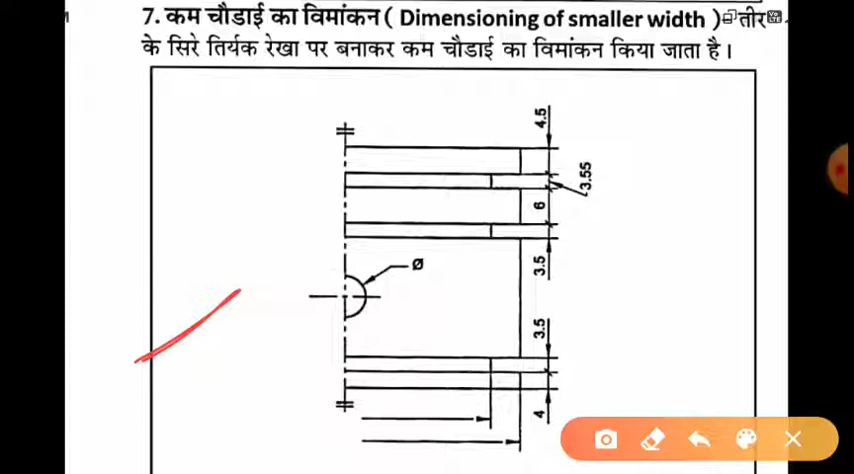 7. कम चौडाई का विमांकन ( Dimensioning of smaller width ) – तीर
के सिरे तिर्यक रेखा पर बनाकर कम चौडाई का विमांकन किया जाता है।
4.5
3.55
6
Ø
3.5
3.5
4